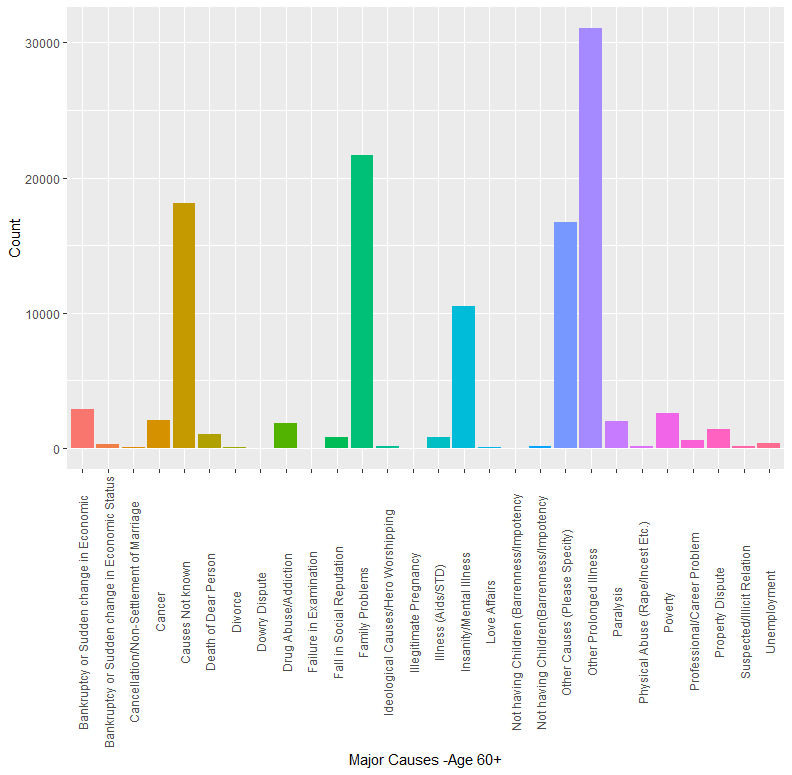 30000
20000
10000
0
Count
Bankruptcy or Sudden change in Economic
Bankruptcy or Sudden change in Economic Status
Cancellation/Non-Settlement of Marriage
Cancer
Causes Not known
Death of Dear Person
Divorce
Dowry Dispute
Drug Abuse/Addiction
Failure in Examination
Fall in Social Reputation
Family Problems
Ideological Causes/Hero Worshipping
Illegitimate Pregnancy
Illness (Aids/STD)
Insanity/Mental Illness
Love Affairs
Not having Children (Barrenness/Impotency
Not having Children(Barrenness/Impotency
Other Causes (Please Specity)
Other Prolonged Illness
Paralysis
Physical Abuse (Rape/Incest Etc.)
Poverty
Professional/Career Problem
Property Dispute
Suspected/Illicit Relation
Unemployment
Major Causes -Age 60+